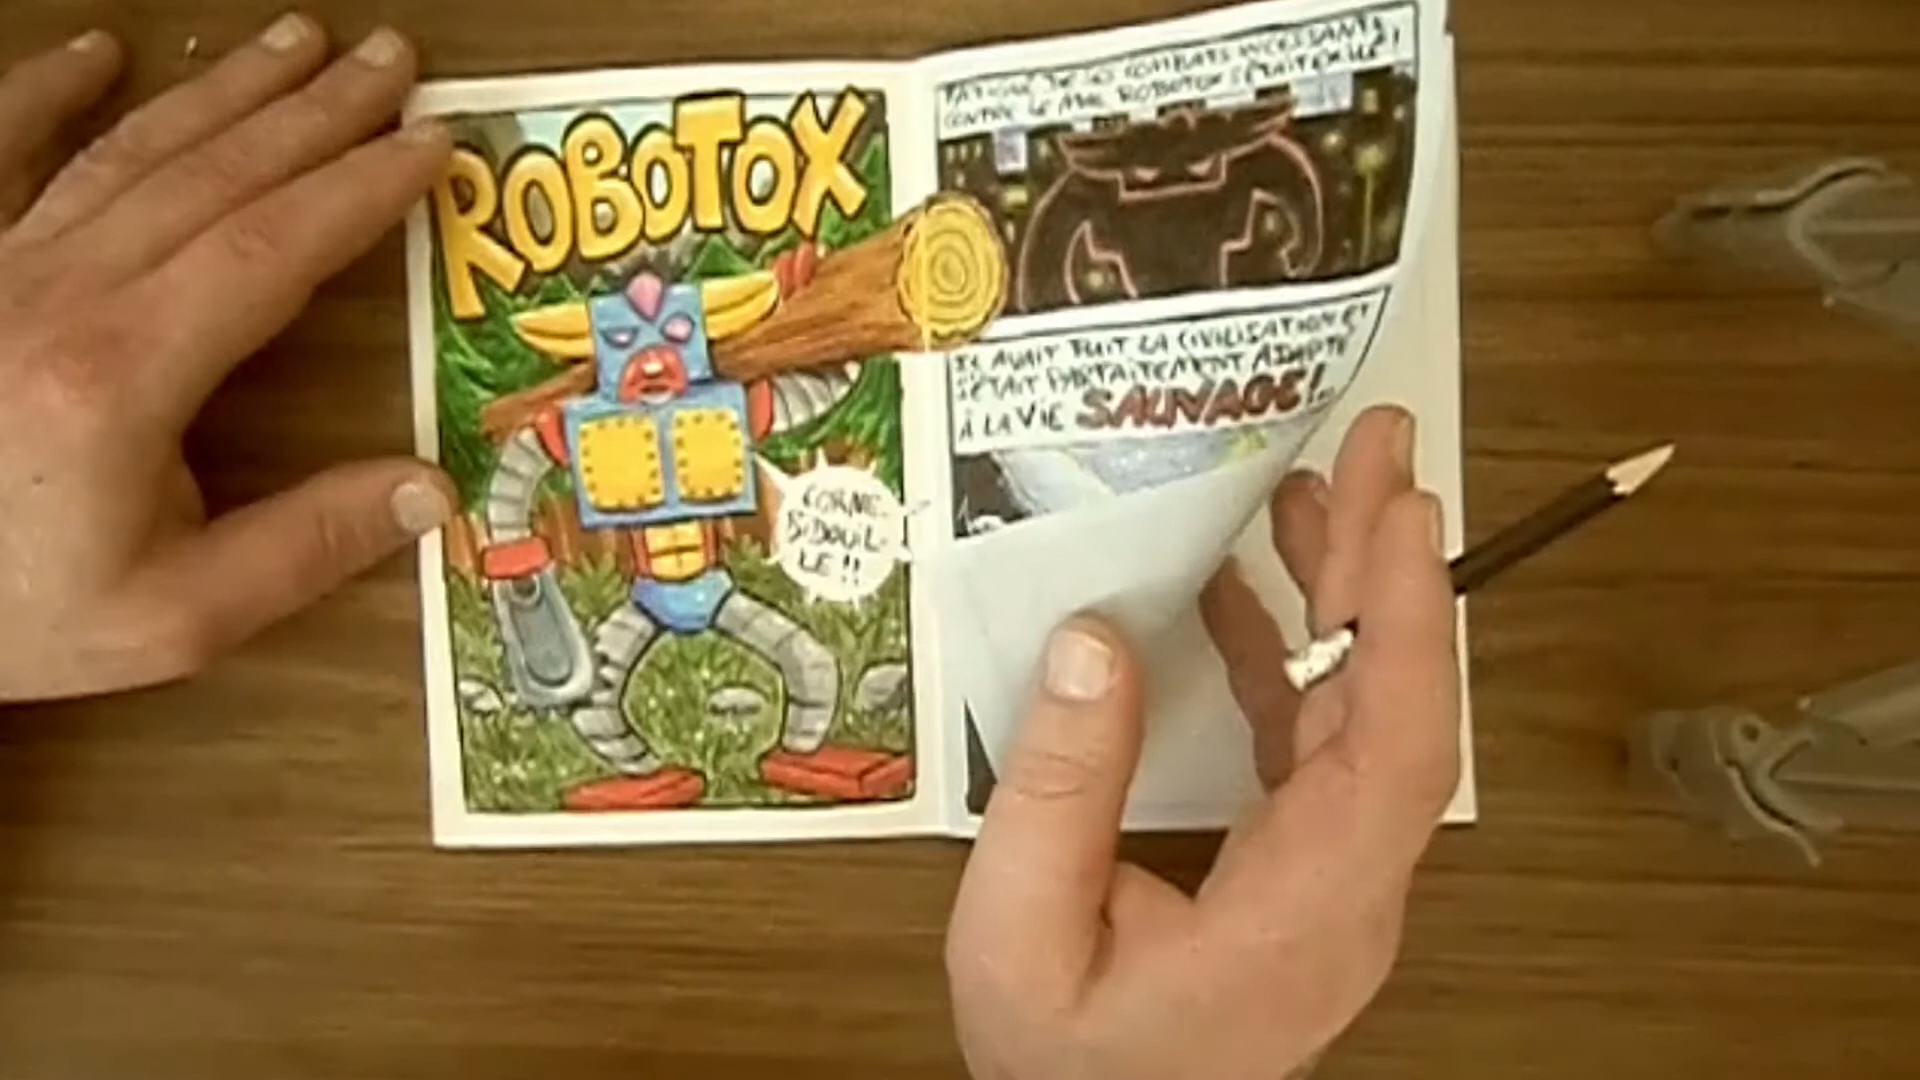 ROBOTOX
CORNE-
BIDOUIL-
LE !!
FATIGUÉ DE SES COMBATS INCESSANTS
CONTRE LE MAL ROBOTOX S'ÉTAIT EXILÉ !
IL AVAIT FUIT LA CIVILISATION ET
S'ÉTAIT PARFAITEMENT ADAPTÉ
À LA VIE SAUVAGE !..